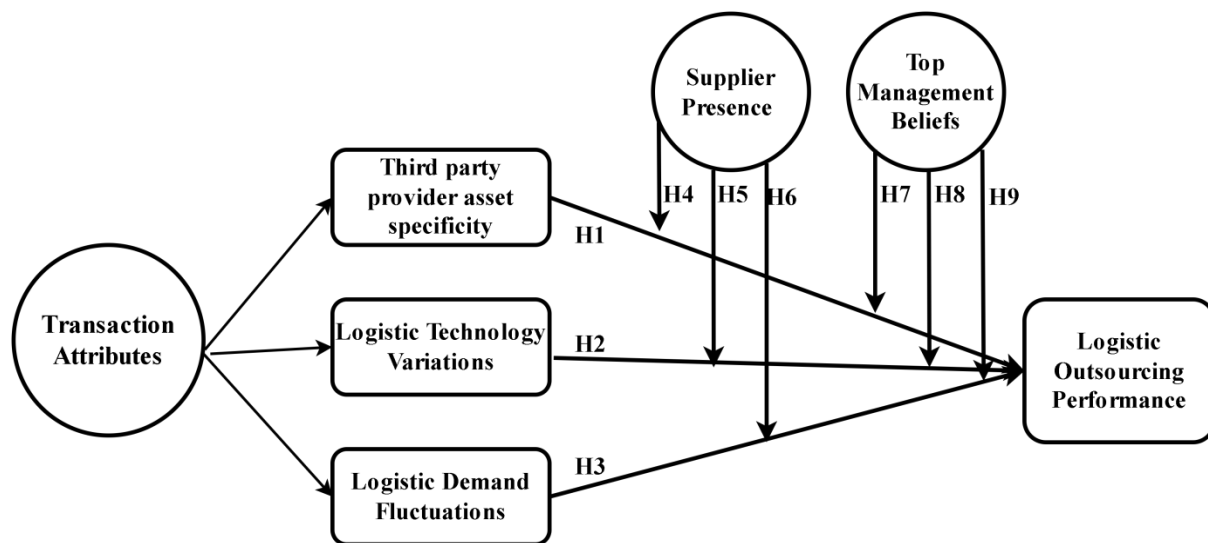 Supplier
Presence
Top
Management
Beliefs
Third party
provider asset
specificity
H4
H5
H6
H7
H8
H9
H1
Transaction
Attributes
Logistic Technology
Variations
H2
Logistic
Outsourcing
Performance
Logistic Demand
Fluctuations
H3